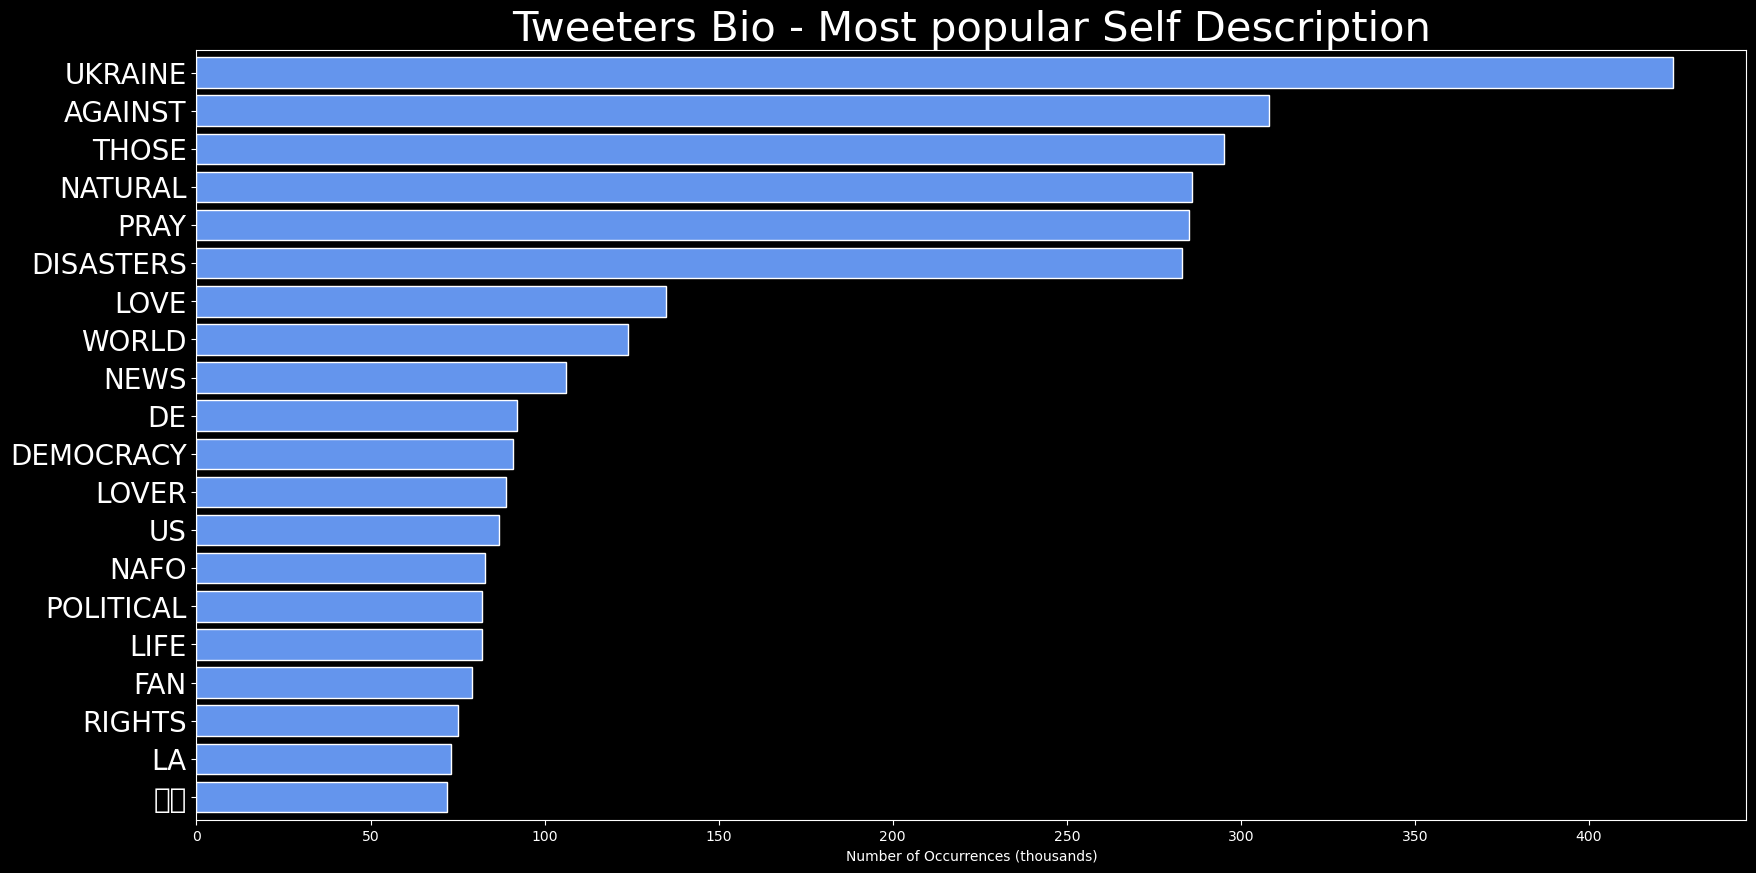 Tweeters Bio - Most popular Self Description
UKRAINE
AGAINST
THOSE
NATURAL
PRAY
DISASTERS
LOVE
WORLD
NEWS
DE
DEMOCRACY
LOVER
US
NAFO
POLITICAL
LIFE
FAN
RIGHTS
LA
0 50 100 150 200 250 300 350 400
Number of Occurrences (thousands)